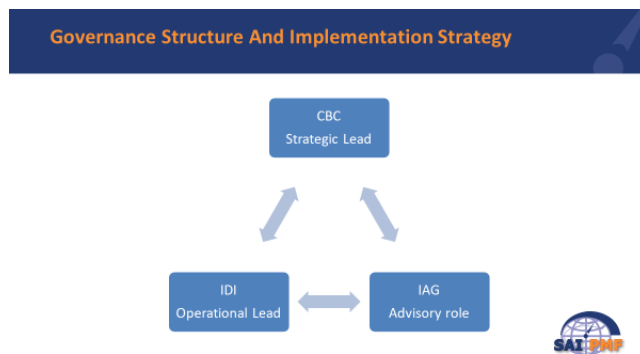 Governance Structure And Implementation Strategy
CBC
Strategic Lead
IDI
Operational Lead
IAG
Advisory role
SAI PMF